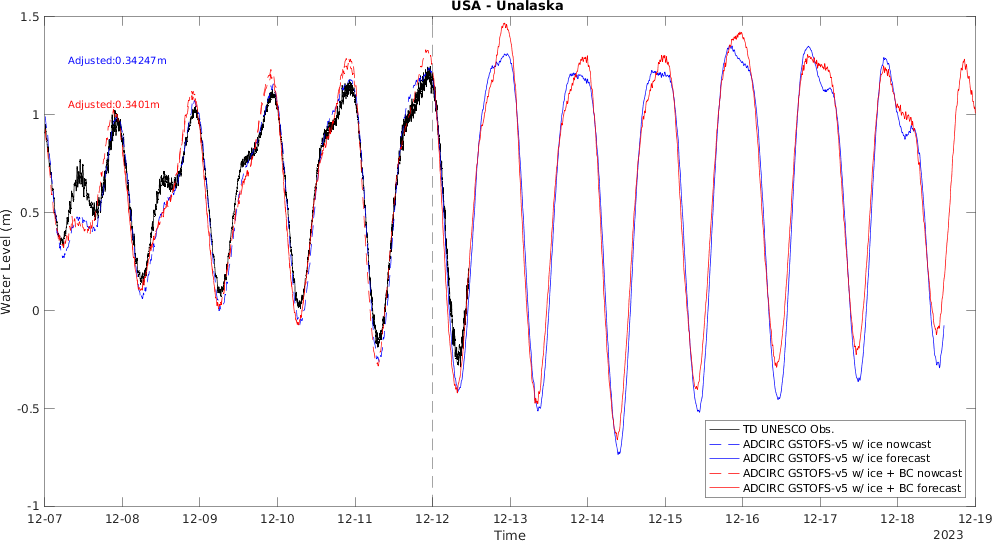 USA - Unalaska
Adjusted:0.34247m
Adjusted:0.3401m
Water Level (m)
1.5
1
0.5
0
-0.5
-1
TD UNESCO Obs.
ADCIRC GSTOFS-v5 w/ ice nowcast
ADCIRC GSTOFS-v5 w/ ice forecast
ADCIRC GSTOFS-v5 w/ ice + BC nowcast
ADCIRC GSTOFS-v5 w/ ice + BC forecast
12-07 12-08 12-09 12-10 12-11 12-12 12-13 12-14 12-15 12-16 12-17 12-18 12-19
Time
2023